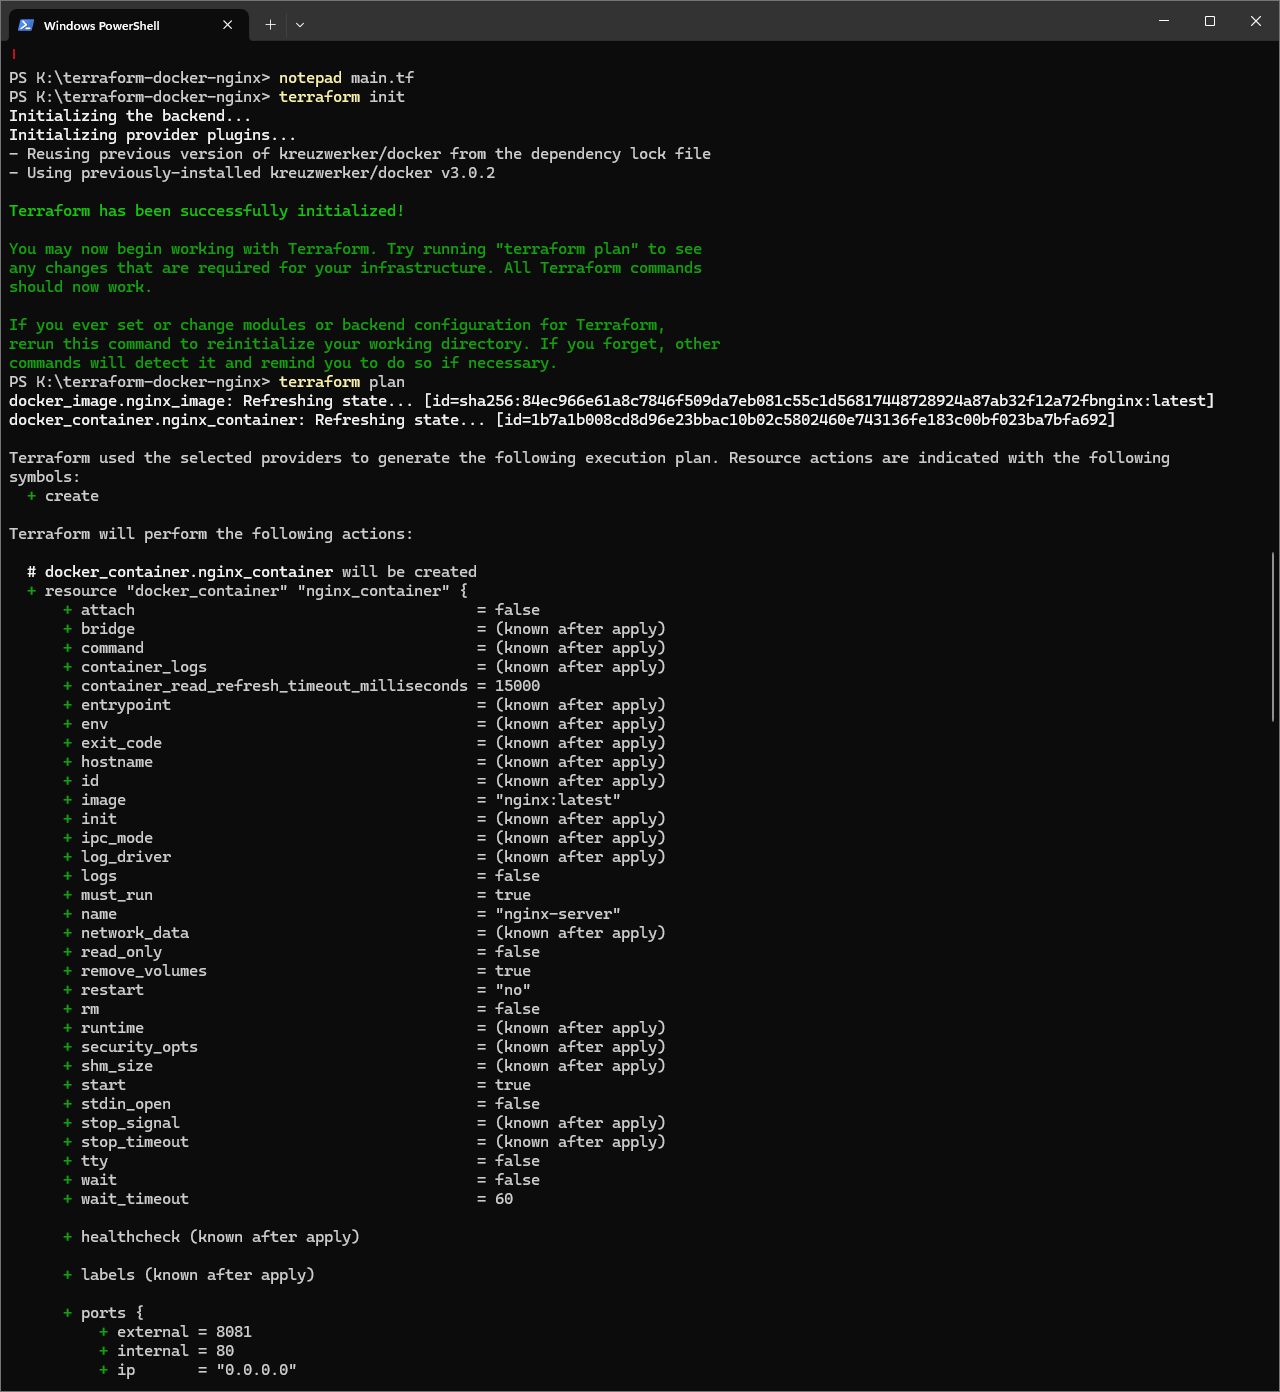 Windows PowerShell
PS K:\terraform-docker-nginx> notepad main.tf
PS K:\terraform-docker-nginx> terraform init
Initializing the backend...
Initializing provider plugins...
- Reusing previous version of kreuzwerker/docker from the dependency lock file
- Using previously-installed kreuzwerker/docker v3.0.2
Terraform has been successfully initialized!
You may now begin working with Terraform. Try running "terraform plan" to see
any changes that are required for your infrastructure. All Terraform commands
should now work.
If you ever set or change modules or backend configuration for Terraform,
rerun this command to reinitialize your working directory. If you forget, other
commands will detect it and remind you to do so if necessary.
PS K:\terraform-docker-nginx> terraform plan
docker_image.nginx_image: Refreshing state... [id=sha256:84ec966e61a8c7846f509da7eb081c55c1d56817448728924a87ab32f12a72fbnginx:latest]
docker_container.nginx_container: Refreshing state... [id=1b7a1b008cd8d96e23bbac10b02c5802460e743136fe183c00bf023ba7bfa692]
Terraform used the selected providers to generate the following execution plan. Resource actions are indicated with the following
symbols:
  + create
Terraform will perform the following actions:
  # docker_container.nginx_container will be created
  + resource "docker_container" "nginx_container" {
      + attach                                      = false
      + bridge                                      = (known after apply)
      + command                                     = (known after apply)
      + container_logs                              = (known after apply)
      + container_read_refresh_timeout_milliseconds = 15000
      + entrypoint                                  = (known after apply)
      + env                                         = (known after apply)
      + exit_code                                   = (known after apply)
      + hostname                                    = (known after apply)
      + id                                          = (known after apply)
      + image                                       = "nginx:latest"
      + init                                        = (known after apply)
      + ipc_mode                                    = (known after apply)
      + log_driver                                  = (known after apply)
      + logs                                        = false
      + must_run                                    = true
      + name                                        = "nginx-server"
      + network_data                                = (known after apply)
      + read_only                                   = false
      + remove_volumes                              = true
      + restart                                     = "no"
      + rm                                          = false
      + runtime                                     = (known after apply)
      + security_opts                               = (known after apply)
      + shm_size                                    = (known after apply)
      + start                                       = true
      + stdin_open                                  = false
      + stop_signal                                 = (known after apply)
      + stop_timeout                                = (known after apply)
      + tty                                         = false
      + wait                                        = false
      + wait_timeout                                = 60
      + healthcheck (known after apply)
      + labels (known after apply)
      + ports {
          + external = 8081
          + internal = 80
          + ip       = "0.0.0.0"